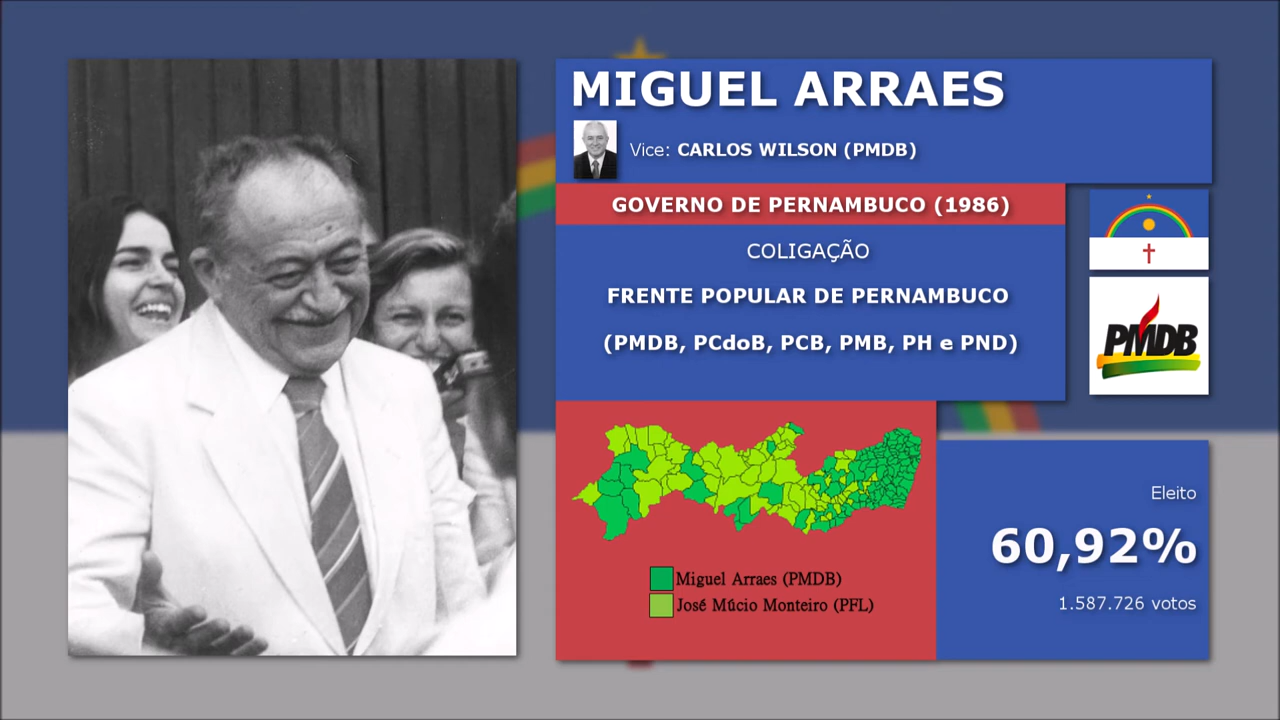 MIGUEL ARRAES
Vice: CARLOS WILSON (PMDB)
GOVERNO DE PERNAMBUCO (1986)
COLIGAÇÃO
FRENTE POPULAR DE PERNAMBUCO
(PMDB, PCdoB, PCB, PMB, PH e PND)
PMDB
Miguel Arraes (PMDB)
José Múcio Monteiro (PFL)
Eleito
60,92%
1.587.726 votos